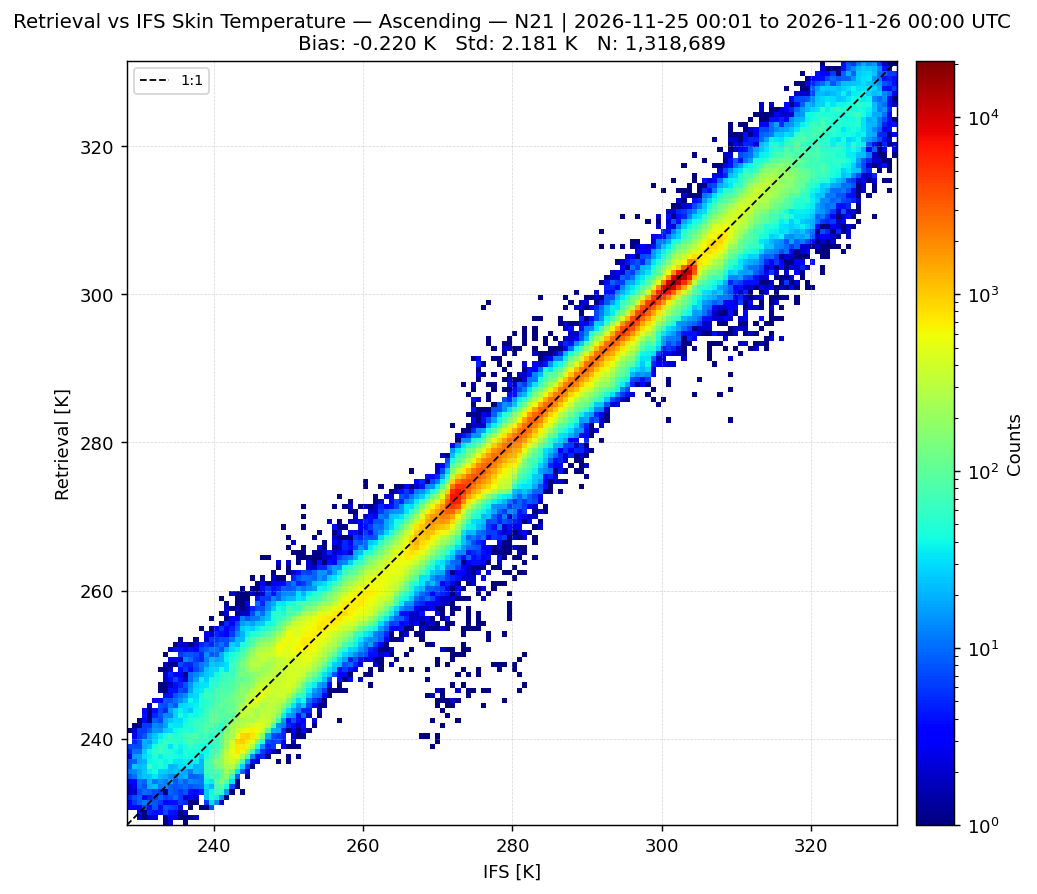 Retrieval vs IFS Skin Temperature — Ascending — N21 | 2026-11-25 00:01 to 2026-11-26 00:00 UTC
Bias: -0.220 K   Std: 2.181 K   N: 1,318,689
1:1
Retrieval [K]
320
300
280
260
240
240 260 280 300 320
IFS [K]
10⁴
10³
10²
10¹
10⁰
Counts